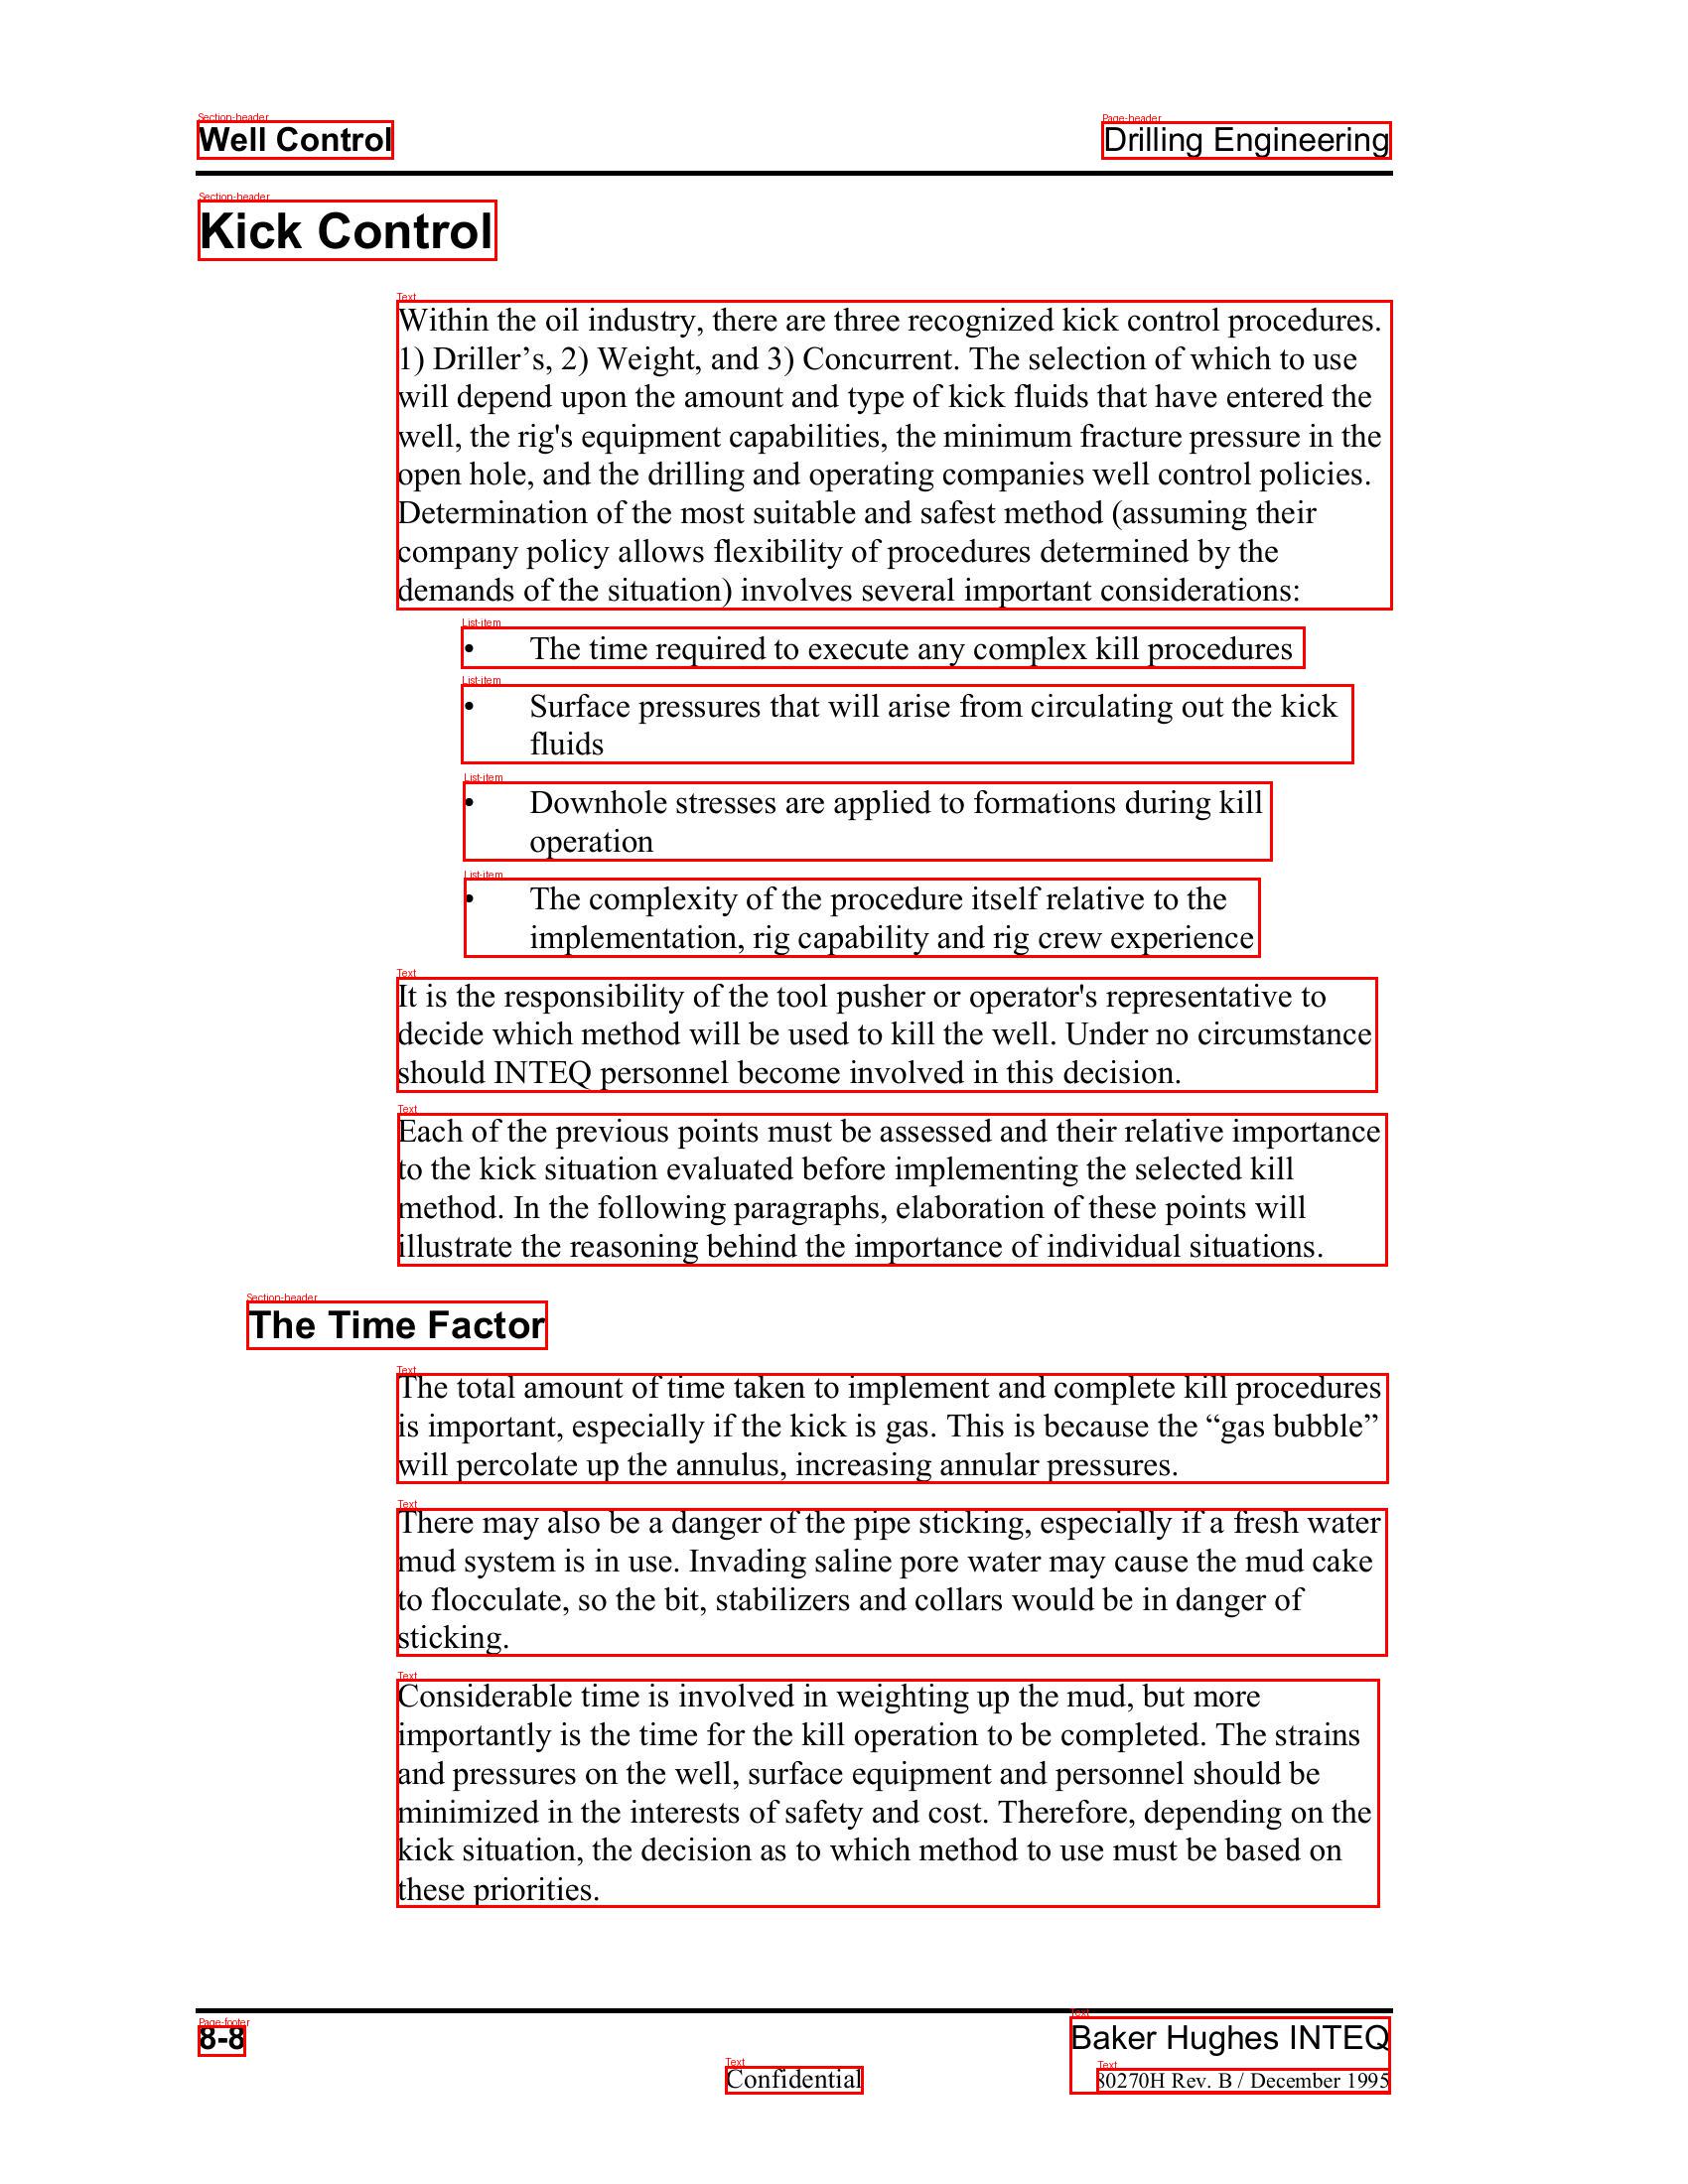 Section-header
Well Control
Page-header
Drilling Engineering
Section-header
Kick Control
Text
Within the oil industry, there are three recognized kick control procedures.
1) Driller’s, 2) Weight, and 3) Concurrent. The selection of which to use
will depend upon the amount and type of kick fluids that have entered the
well, the rig's equipment capabilities, the minimum fracture pressure in the
open hole, and the drilling and operating companies well control policies.
Determination of the most suitable and safest method (assuming their
company policy allows flexibility of procedures determined by the
demands of the situation) involves several important considerations:
List-item
• The time required to execute any complex kill procedures
List-item
• Surface pressures that will arise from circulating out the kick
fluids
List-item
• Downhole stresses are applied to formations during kill
operation
List-item
• The complexity of the procedure itself relative to the
implementation, rig capability and rig crew experience
Text
It is the responsibility of the tool pusher or operator's representative to
decide which method will be used to kill the well. Under no circumstance
should INTEQ personnel become involved in this decision.
Text
Each of the previous points must be assessed and their relative importance
to the kick situation evaluated before implementing the selected kill
method. In the following paragraphs, elaboration of these points will
illustrate the reasoning behind the importance of individual situations.
Section-header
The Time Factor
Text
The total amount of time taken to implement and complete kill procedures
is important, especially if the kick is gas. This is because the “gas bubble”
will percolate up the annulus, increasing annular pressures.
Text
There may also be a danger of the pipe sticking, especially if a fresh water
mud system is in use. Invading saline pore water may cause the mud cake
to flocculate, so the bit, stabilizers and collars would be in danger of
sticking.
Text
Considerable time is involved in weighting up the mud, but more
importantly is the time for the kill operation to be completed. The strains
and pressures on the well, surface equipment and personnel should be
minimized in the interests of safety and cost. Therefore, depending on the
kick situation, the decision as to which method to use must be based on
these priorities.
Page-footer
8-8
Text
Baker Hughes INTEQ
Text
Confidential
Text
80270H Rev. B / December 1995